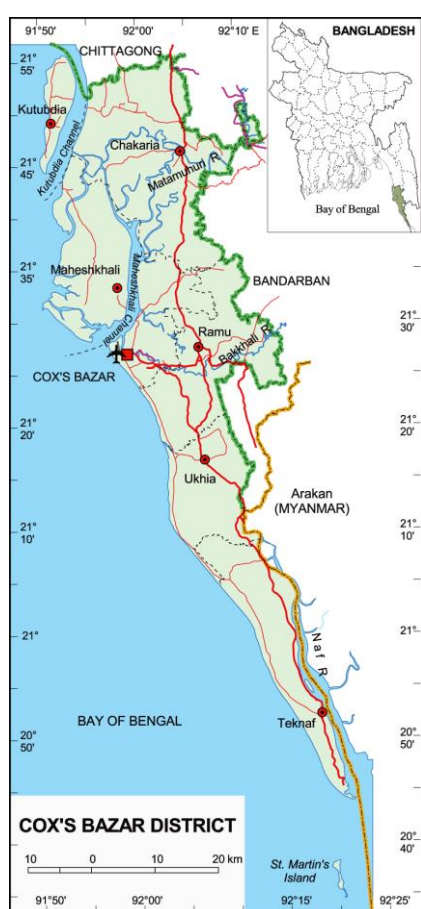 91°50'
92°00'
92°10'
BANGLADESH
Bay of Bengal
CHITTAGONG
21°
55'
Kutubdia
Kutubdia Channel
Chakaria
Matamuhuri R.
21°
45'
21°
35'
Maheshkhali
Maheshkhali Channel
BANDARBAN
21°
30'
Ramu
Bakkhali R.
COX'S BAZAR
21°
20'
21°
20'
Ukhia
Arakan
(MYANMAR)
21°
10'
21°
10'
21°
21°
Naf R
BAY OF BENGAL
Teknaf
20°
50'
20°
50'
COX'S BAZAR DISTRICT
10 0 10 20 km
20°
40'
St. Martin's
Island
91°50'
92°00'
92°15'
92°25'